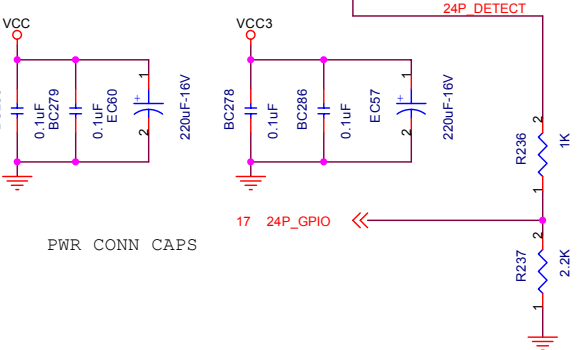 24P_DETECT
VCC
VCC3
0.1uF
BC279
0.1uF
EC60
1
+
2
220uF-16V
BC278
0.1uF
BC286
0.1uF
EC57
1
+
2
220uF-16V
R236
2
1
1K
17 24P_GPIO
PWR CONN CAPS
R237
2
1
2.2K